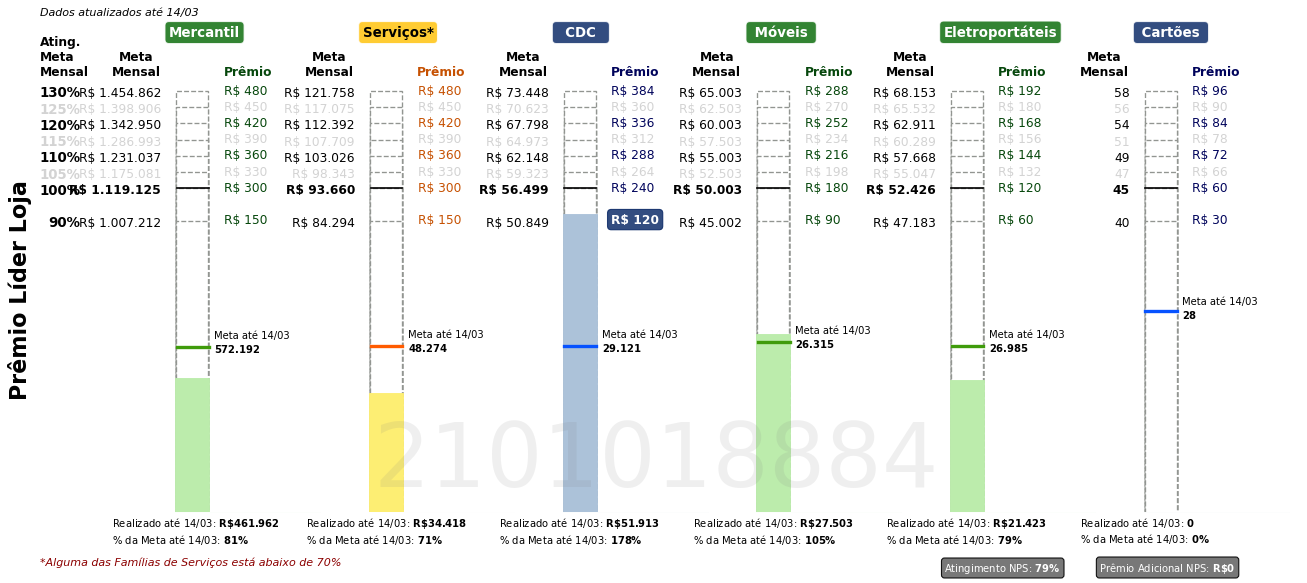 Dados atualizados até 14/03
Mercantil Serviços* CDC Móveis Eletroportáteis Cartões
Ating.
Meta Meta Meta Meta Meta Meta Meta
Mensal Mensal Prêmio Mensal Prêmio Mensal Prêmio Mensal Prêmio Mensal Prêmio Mensal Prêmio
130% R$ 1.454.862 R$ 480 R$ 121.758 R$ 480 R$ 73.448 R$ 384 R$ 65.003 R$ 288 R$ 68.153 R$ 192 58 R$ 96
125% R$ 1.398.906 R$ 450 R$ 117.075 R$ 450 R$ 70.623 R$ 360 R$ 62.503 R$ 270 R$ 65.532 R$ 180 56 R$ 90
120% R$ 1.342.950 R$ 420 R$ 112.392 R$ 420 R$ 67.798 R$ 336 R$ 60.003 R$ 252 R$ 62.911 R$ 168 54 R$ 84
115% R$ 1.286.993 R$ 390 R$ 107.709 R$ 390 R$ 64.973 R$ 312 R$ 57.503 R$ 234 R$ 60.289 R$ 156 51 R$ 78
110% R$ 1.231.037 R$ 360 R$ 103.026 R$ 360 R$ 62.148 R$ 288 R$ 55.003 R$ 216 R$ 57.668 R$ 144 49 R$ 72
105% R$ 1.175.081 R$ 330 R$ 98.343 R$ 330 R$ 59.323 R$ 264 R$ 52.503 R$ 198 R$ 55.047 R$ 132 47 R$ 66
100% R$ 1.119.125 R$ 300 R$ 93.660 R$ 300 R$ 56.499 R$ 240 R$ 50.003 R$ 180 R$ 52.426 R$ 120 45 R$ 60
90% R$ 1.007.212 R$ 150 R$ 84.294 R$ 150 R$ 50.849 R$ 120 R$ 45.002 R$ 90 R$ 47.183 R$ 60 40 R$ 30
Prêmio Líder Loja
Meta até 14/03 Meta até 14/03 Meta até 14/03 Meta até 14/03 Meta até 14/03 Meta até 14/03
572.192 48.274 29.121 26.315 26.985 28
2101018884
Realizado até 14/03: R$461.962 Realizado até 14/03: R$34.418 Realizado até 14/03: R$51.913 Realizado até 14/03: R$27.503 Realizado até 14/03: R$21.423 Realizado até 14/03: 0
% da Meta até 14/03: 81% % da Meta até 14/03: 71% % da Meta até 14/03: 178% % da Meta até 14/03: 105% % da Meta até 14/03: 79% % da Meta até 14/03: 0%
*Alguma das Famílias de Serviços está abaixo de 70%
Atingimento NPS: 79% Prêmio Adicional NPS: R$0